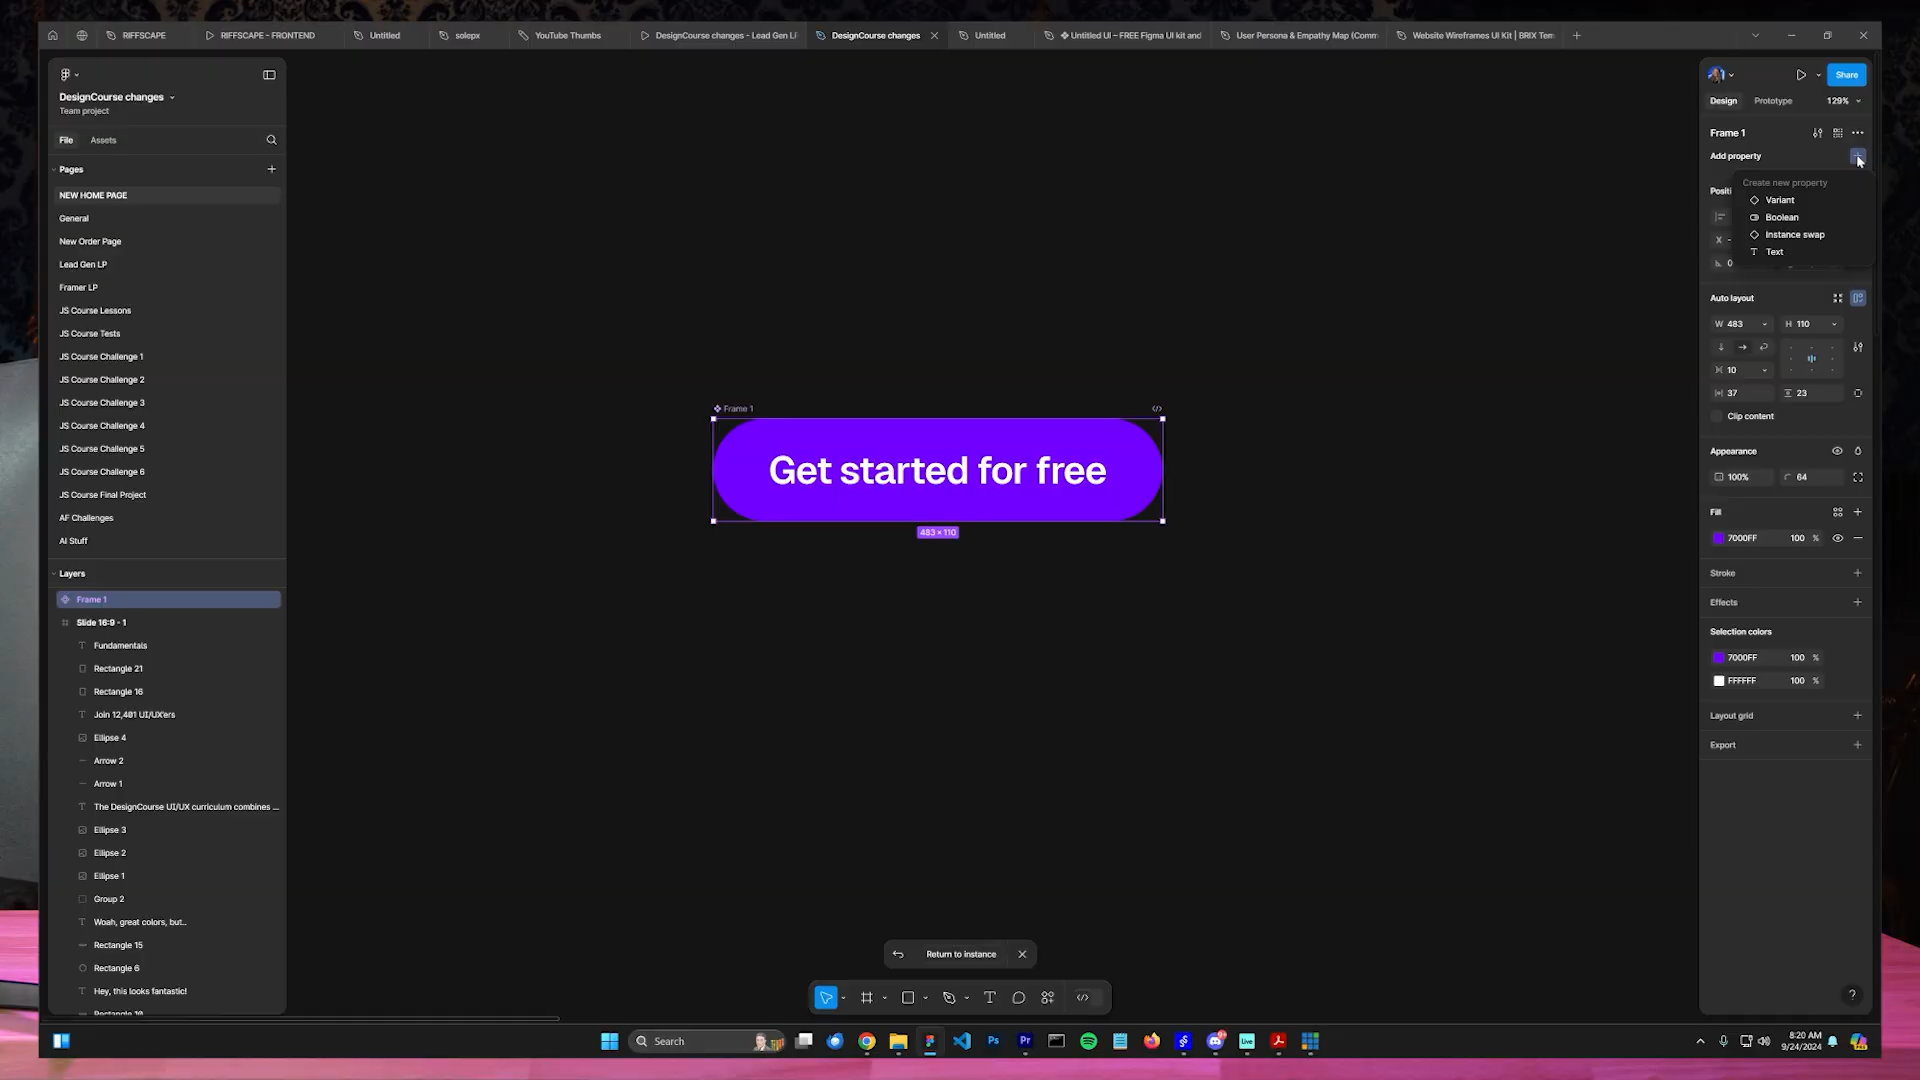 RIFFSCAPE
RIFFSCAPE - FRONTEND
Untitled
solepx
YouTube Thumbs
DesignCourse changes - Lead Gen L
DesignCourse changes
Untitled
Untitled UI – FREE Figma UI kit and
User Persona & Empathy Map (Comm
Website Wireframes UI Kit | BRIX Tem
DesignCourse changes
Team project
File
Assets
Pages
NEW HOME PAGE
General
New Order Page
Lead Gen LP
Framer LP
JS Course Lessons
JS Course Tests
JS Course Challenge 1
JS Course Challenge 2
JS Course Challenge 3
JS Course Challenge 4
JS Course Challenge 5
JS Course Challenge 6
JS Course Final Project
AF Challenges
AI Stuff
Layers
Frame 1
Slide 16:9 - 1
Fundamentals
Rectangle 21
Rectangle 16
Join 12,481 UI/UX'ers
Ellipse 4
Arrow 2
Arrow 1
The DesignCourse UI/UX curriculum combines ...
Ellipse 3
Ellipse 2
Ellipse 1
Group 2
Woah, great colors, but..
Rectangle 15
Rectangle 6
Hey, this looks fantastic!
Rectangle 10
Frame 1
Get started for free
483 × 110
Return to instance
Share
Design
Prototype
129%
Frame 1
Add property
Create new property
Variant
Boolean
Instance swap
Text
Positi
X -
0
Auto layout
W 483
H 110
10
37
23
Clip content
Appearance
100%
64
Fill
7000FF 100 %
Stroke
Effects
Selection colors
7000FF 100 %
FFFFFF 100 %
Layout grid
Export
?
Search
Ps
Pr
Live
8:20 AM
9/24/2024